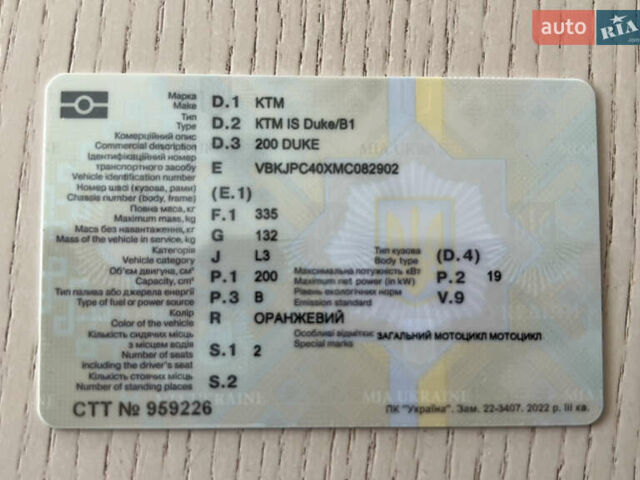 auto RIA .com
Марка
Make D.1 KTM
Тип
Type D.2 KTM IS Duke/B1
Комерційний опис
Commercial description D.3 200 DUKE
Ідентифікаційний номер
транспортного засобу E VBKJPC40XMC082902
Vehicle identification number
Номер шасі (кузова, рами) (E.1)
Chassis number (body, frame)
Повна маса, кг F.1 335
Maximum mass, kg
Маса без навантаження, кг G 132
Mass of the vehicle in service, kg
Категорія J L3 Тип кузова (D.4)
Vehicle category Body type
Об'єм двигуна, см³ P.1 200 Максимальна потужність кВт P.2 19
Capacity, cm³ Maximum net power (in kW)
Тип палива або джерела енергії P.3 B Рівень екологічних норм V.9
Type of fuel or power source Emission standard
Колір R ОРАНЖЕВИЙ
Color of the vehicle Особливі відмітки: ЗАГАЛЬНИЙ МОТОЦИКЛ МОТОЦИКЛ
Кількість сидячих місць Special marks
з місцем водія S.1 2
Number of seats
including the driver's seat
Кількість стоячих місць S.2
Number of standing places
MIA UKRAINE
СТТ № 959226 ПК "Україна". Зам. 22-3407. 2022 р. III кв.